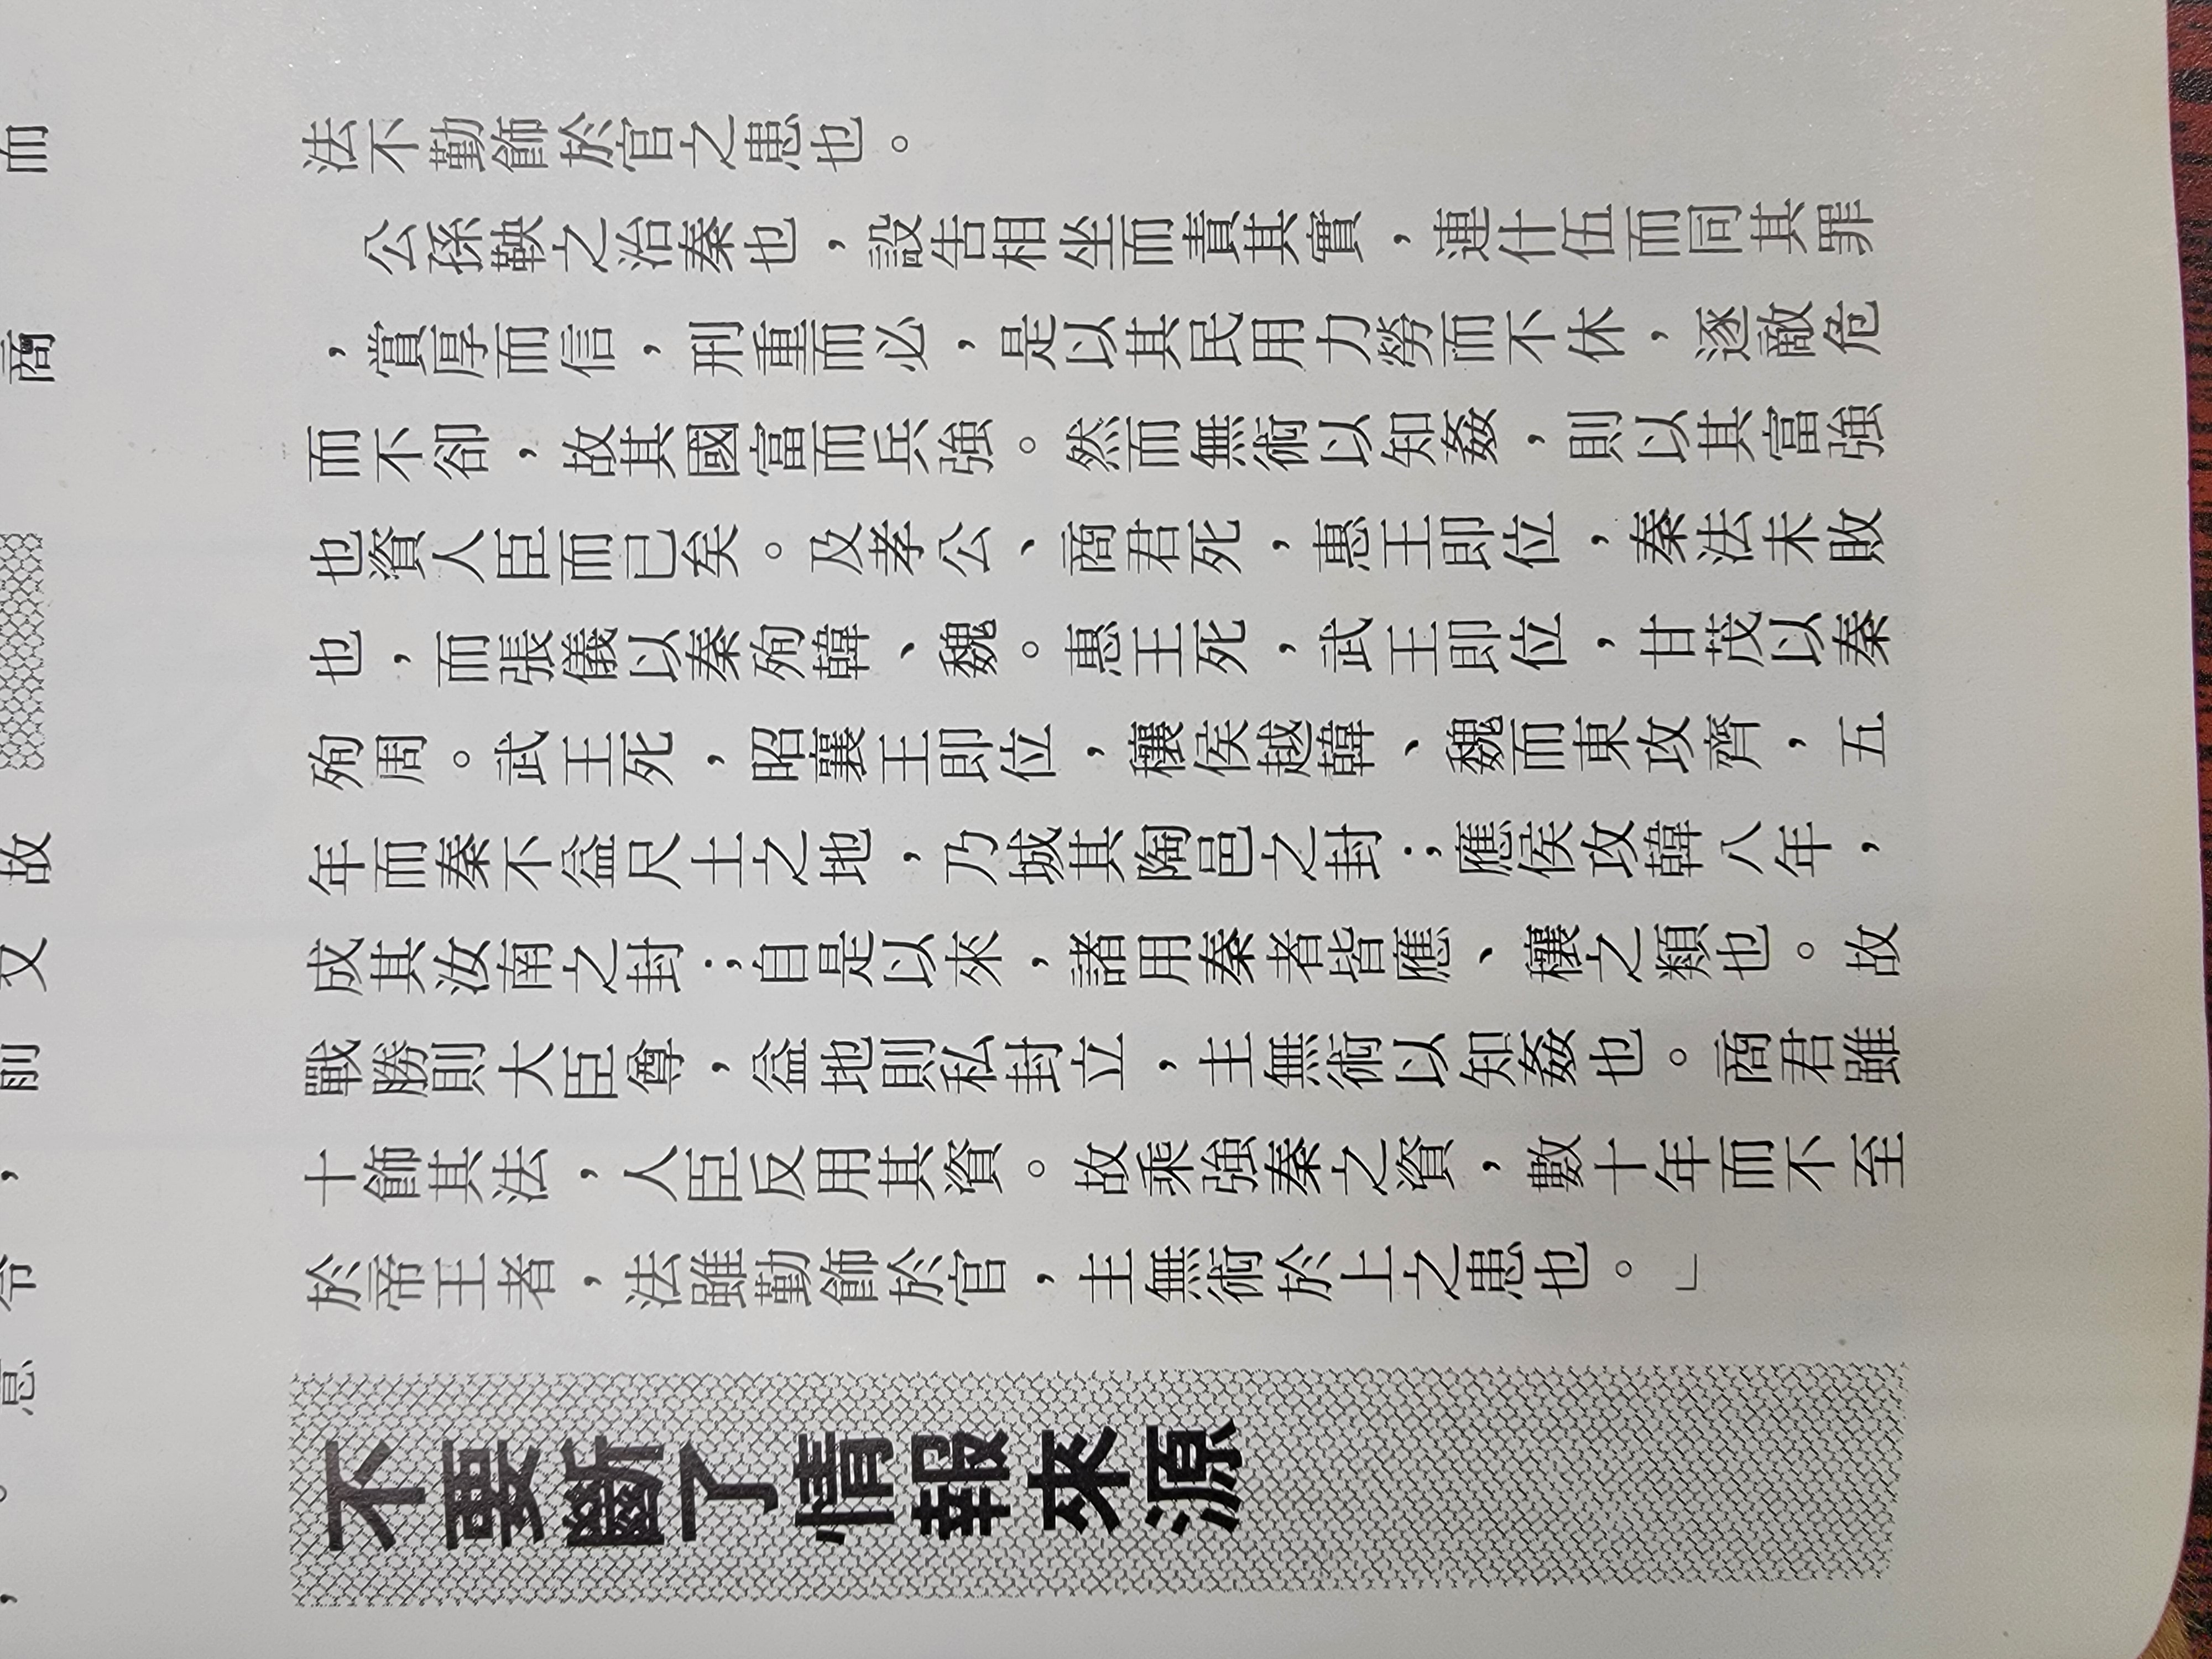 而
商
故
又
前
，
令
意
。
，
法不勤飾於官之患也。
公孫鞅之治秦也，設告相坐而責其實，連什伍而同其罪
，賞厚而信，刑重而必，是以其民用力勞而不休，逐敵危
而不卻，故其國富而兵強。然而無術以知姦，則以其富強
也資人臣而已矣。及孝公、商君死，惠王即位，秦法未敗
也，而張儀以秦殉韓、魏。惠王死，武王即位，甘茂以秦
殉周。武王死，昭襄王即位，穰侯越韓、魏而東攻齊，五
年而秦不益尺土之地，乃城其陶邑之封；應侯攻韓八年，
成其汝南之封；自是以來，諸用秦者皆應、穰之類也。故
戰勝則大臣尊，益地則私封立，主無術以知姦也。商君雖
十飾其法，人臣反用其資。故乘強秦之資，數十年而不至
於帝王者，法雖勤飾於官，主無術於上之患也。」
不要斷了情報來源